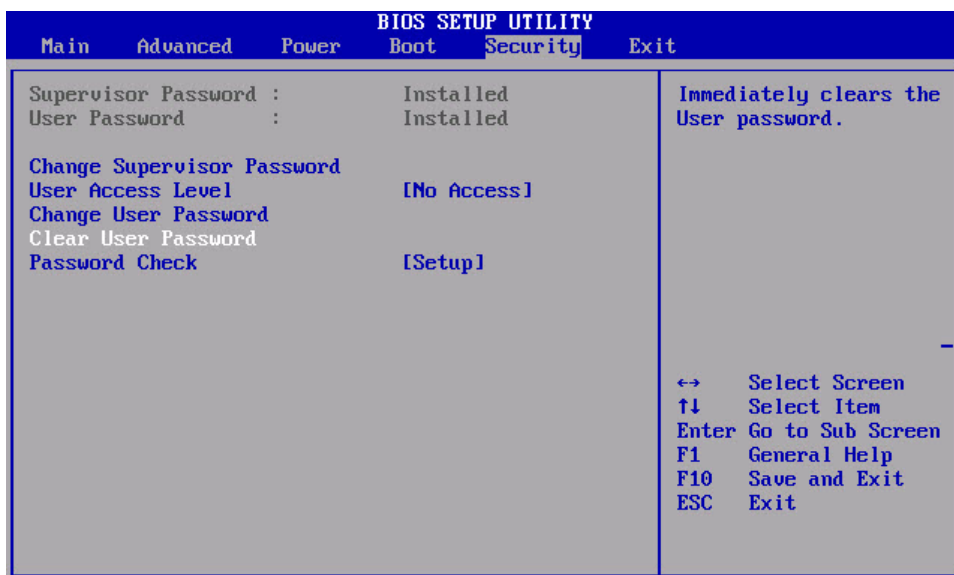 BIOS SETUP UTILITY
Main Advanced Power Boot Security Exit
Supervisor Password : Installed
User Password : Installed
Change Supervisor Password
User Access Level [No Access]
Change User Password
Clear User Password
Password Check [Setup]
Immediately clears the
User password.
←→ Select Screen
↑↓ Select Item
Enter Go to Sub Screen
F1 General Help
F10 Save and Exit
ESC Exit